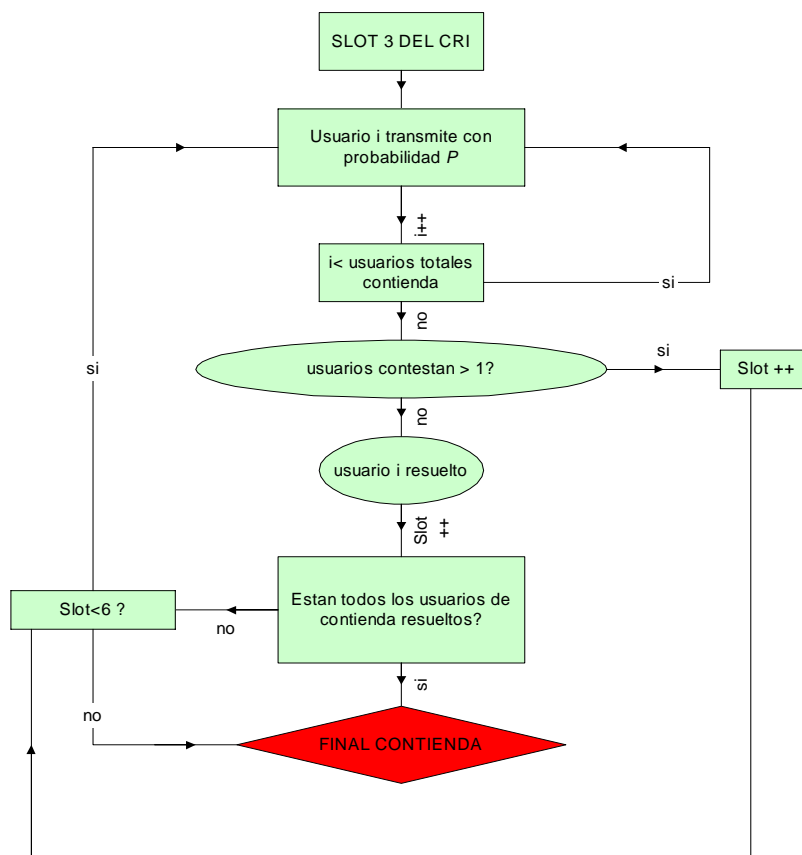 SLOT 3 DEL CRI
Usuario i transmite con
probabilidad P
i++
i< usuarios totales
contienda
si
no
usuarios contestan > 1?
si
Slot ++
si
no
usuario i resuelto
Slot
++
Estan todos los usuarios de
contienda resueltos?
Slot<6 ?
no
si
no
FINAL CONTIENDA